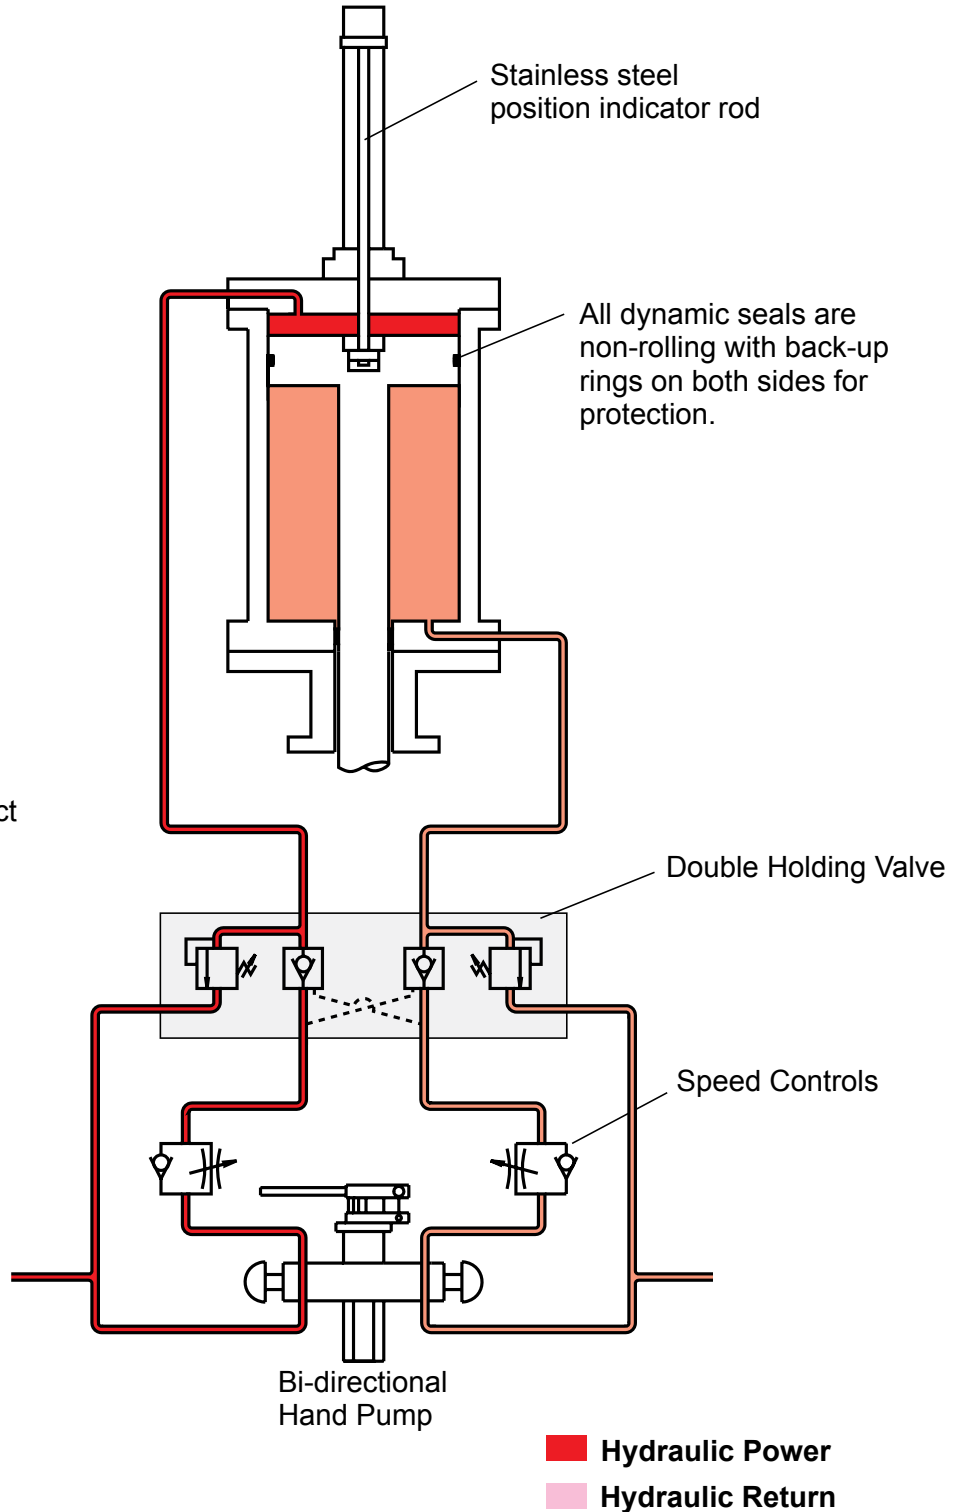 Stainless steel
position indicator rod
All dynamic seals are
non-rolling with back-up
rings on both sides for
protection.
ct
Double Holding Valve
Speed Controls
Bi-directional
Hand Pump
Hydraulic Power
Hydraulic Return